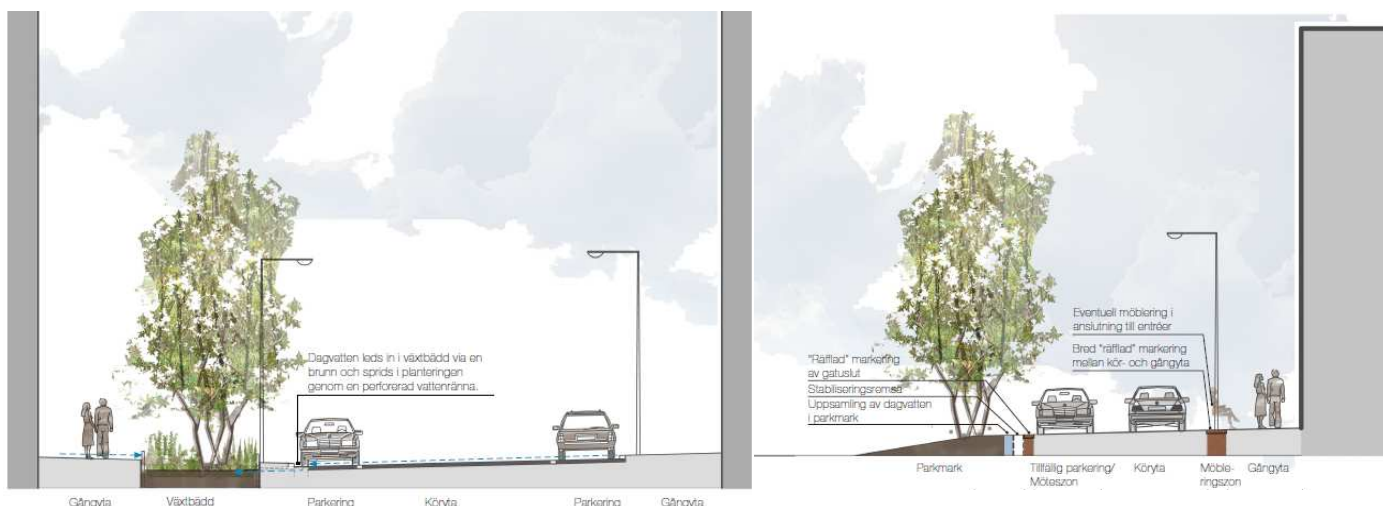 Dagvatten leds in i växtbädd via en
brunn och sprids i planteringen
genom en perforerad vattenränna.
Gångyta
Växtbädd
Parkering
Köryta
Parkering
Gångyta
Eventuell möblering i
anslutning till entréer
Bred "räfflad" markering
mellan kör- och gångyta
"Räfflad" markering
av gatuslut
Stabiliseringsremsa
Uppsamling av dagvatten
i parkmark
Parkmark
Tillfällig parkering/
Möteszon
Köryta
Möble-
ringszon
Gångyta